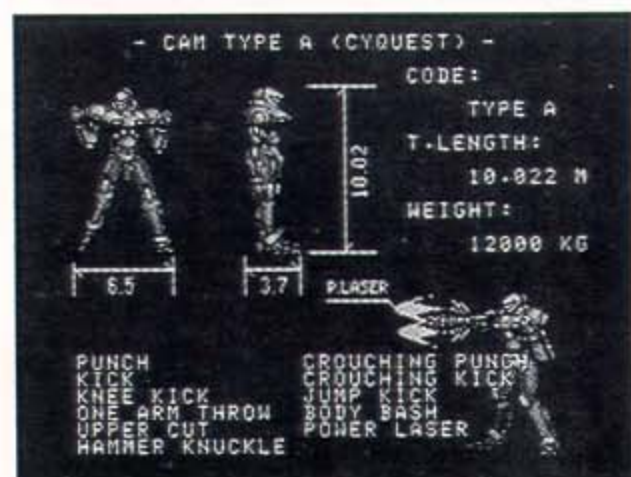 - CAM TYPE A (CYQUEST) -
CODE:
TYPE A
T.LENGTH:
10.022 M
WEIGHT:
12000 KG
10.02
6.5
3.7
P.LASER
PUNCH
KICK
KNEE KICK
ONE ARM THROW
UPPER CUT
HAMMER KNUCKLE
CROUCHING PUNCH
CROUCHING KICK
JUMP KICK
BODY BASH
POWER LASER